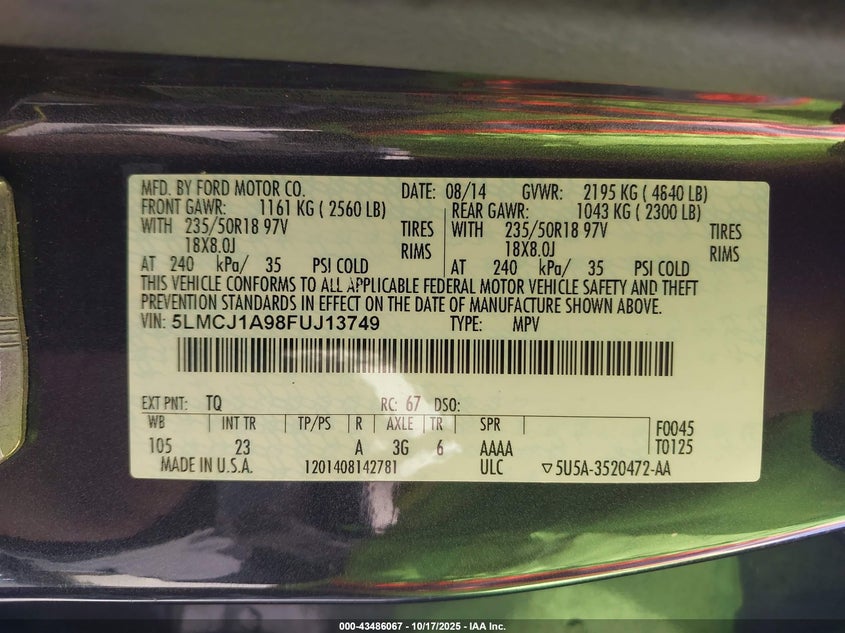 MFD. BY FORD MOTOR CO. DATE: 08/14 GVWR: 2195 KG ( 4840 LB)
FRONT GAWR: 1161 KG ( 2560 LB) REAR GAWR: 1043 KG ( 2300 LB)
WITH 235/50R18 97V TIRES WITH 235/50R18 97V TIRES
18X8.0J RIMS 18X8.0J RIMS
AT 240 kPa/ 35 PSI COLD AT 240 kPa/ 35 PSI COLD
THIS VEHICLE CONFORMS TO ALL APPLICABLE FEDERAL MOTOR VEHICLE SAFETY AND THEFT
PREVENTION STANDARDS IN EFFECT ON THE DATE OF MANUFACTURE SHOWN ABOVE.
VIN: 5LMCJ1A98FUJ13749 TYPE: MPV
EXT PNT: TQ RC: 67 DSO:
WB INT TR TP/PS R AXLE TR SPR F0045
105 23 A 3G 6 AAAA T0125
MADE IN U.S.A. 1201408142781 ULC ▽5U5A-3520472-AA
000-43486067 - 10/17/2025 - IAA Inc.